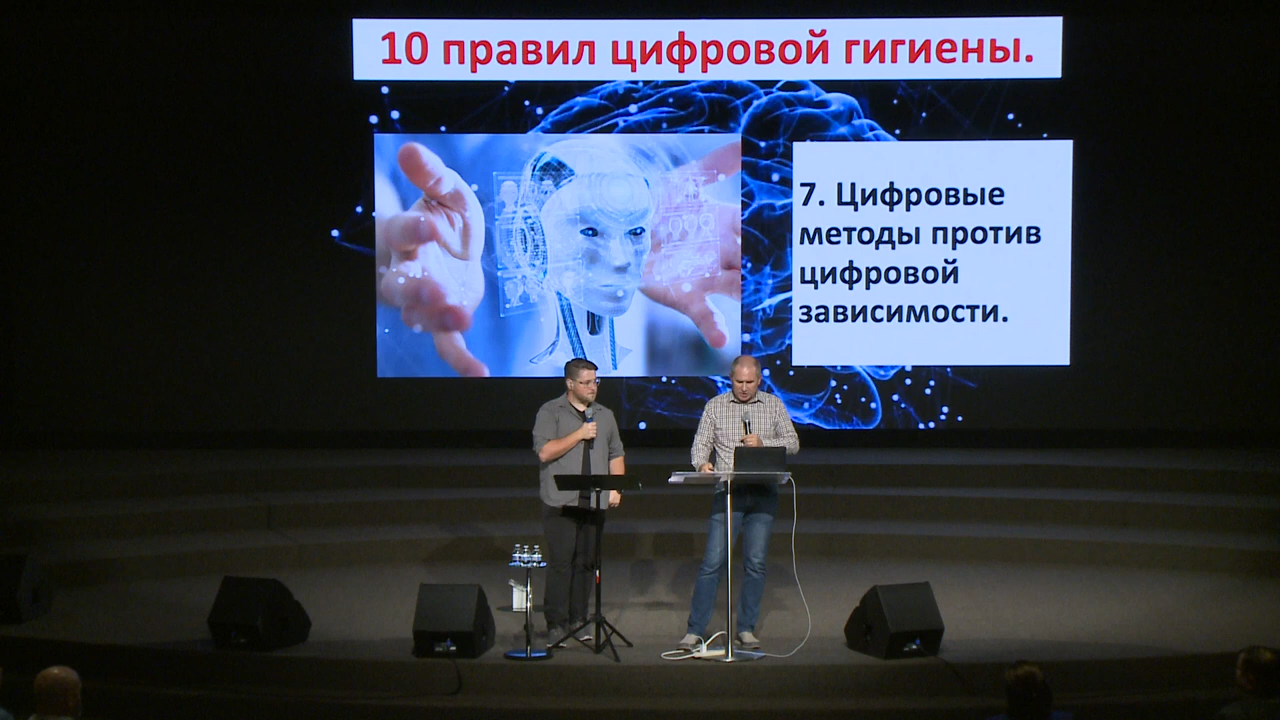 10 правил цифровой гигиены.
7. Цифровые
методы против
цифровой
зависимости.